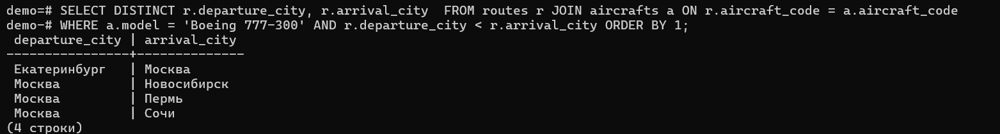 demo=# SELECT DISTINCT r.departure_city, r.arrival_city  FROM routes r JOIN aircrafts a ON r.aircraft_code = a.aircraft_code
demo-# WHERE a.model = 'Boeing 777-300' AND r.departure_city < r.arrival_city ORDER BY 1;
 departure_city | arrival_city
----------------+--------------
 Екатеринбург   | Москва
 Москва         | Новосибирск
 Москва         | Пермь
 Москва         | Сочи
(4 строки)